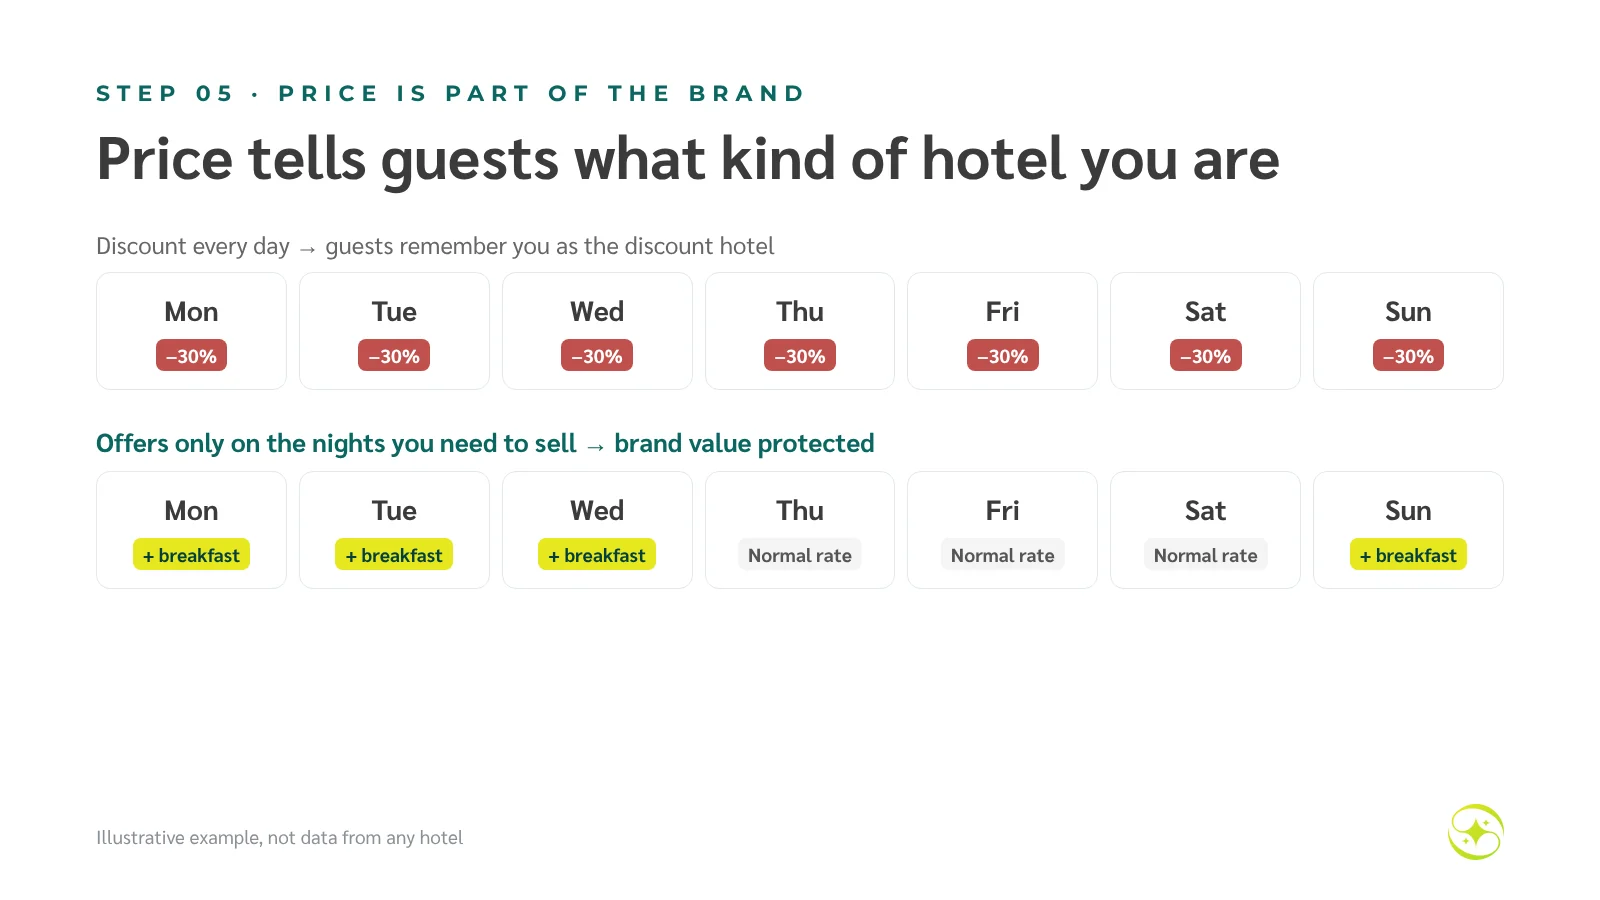 STEP 05 · PRICE IS PART OF THE BRAND
Price tells guests what kind of hotel you are
Discount every day → guests remember you as the discount hotel
Mon Tue Wed Thu Fri Sat Sun
–30% –30% –30% –30% –30% –30% –30%
Offers only on the nights you need to sell → brand value protected
Mon Tue Wed Thu Fri Sat Sun
+ breakfast + breakfast + breakfast Normal rate Normal rate Normal rate + breakfast
Illustrative example, not data from any hotel